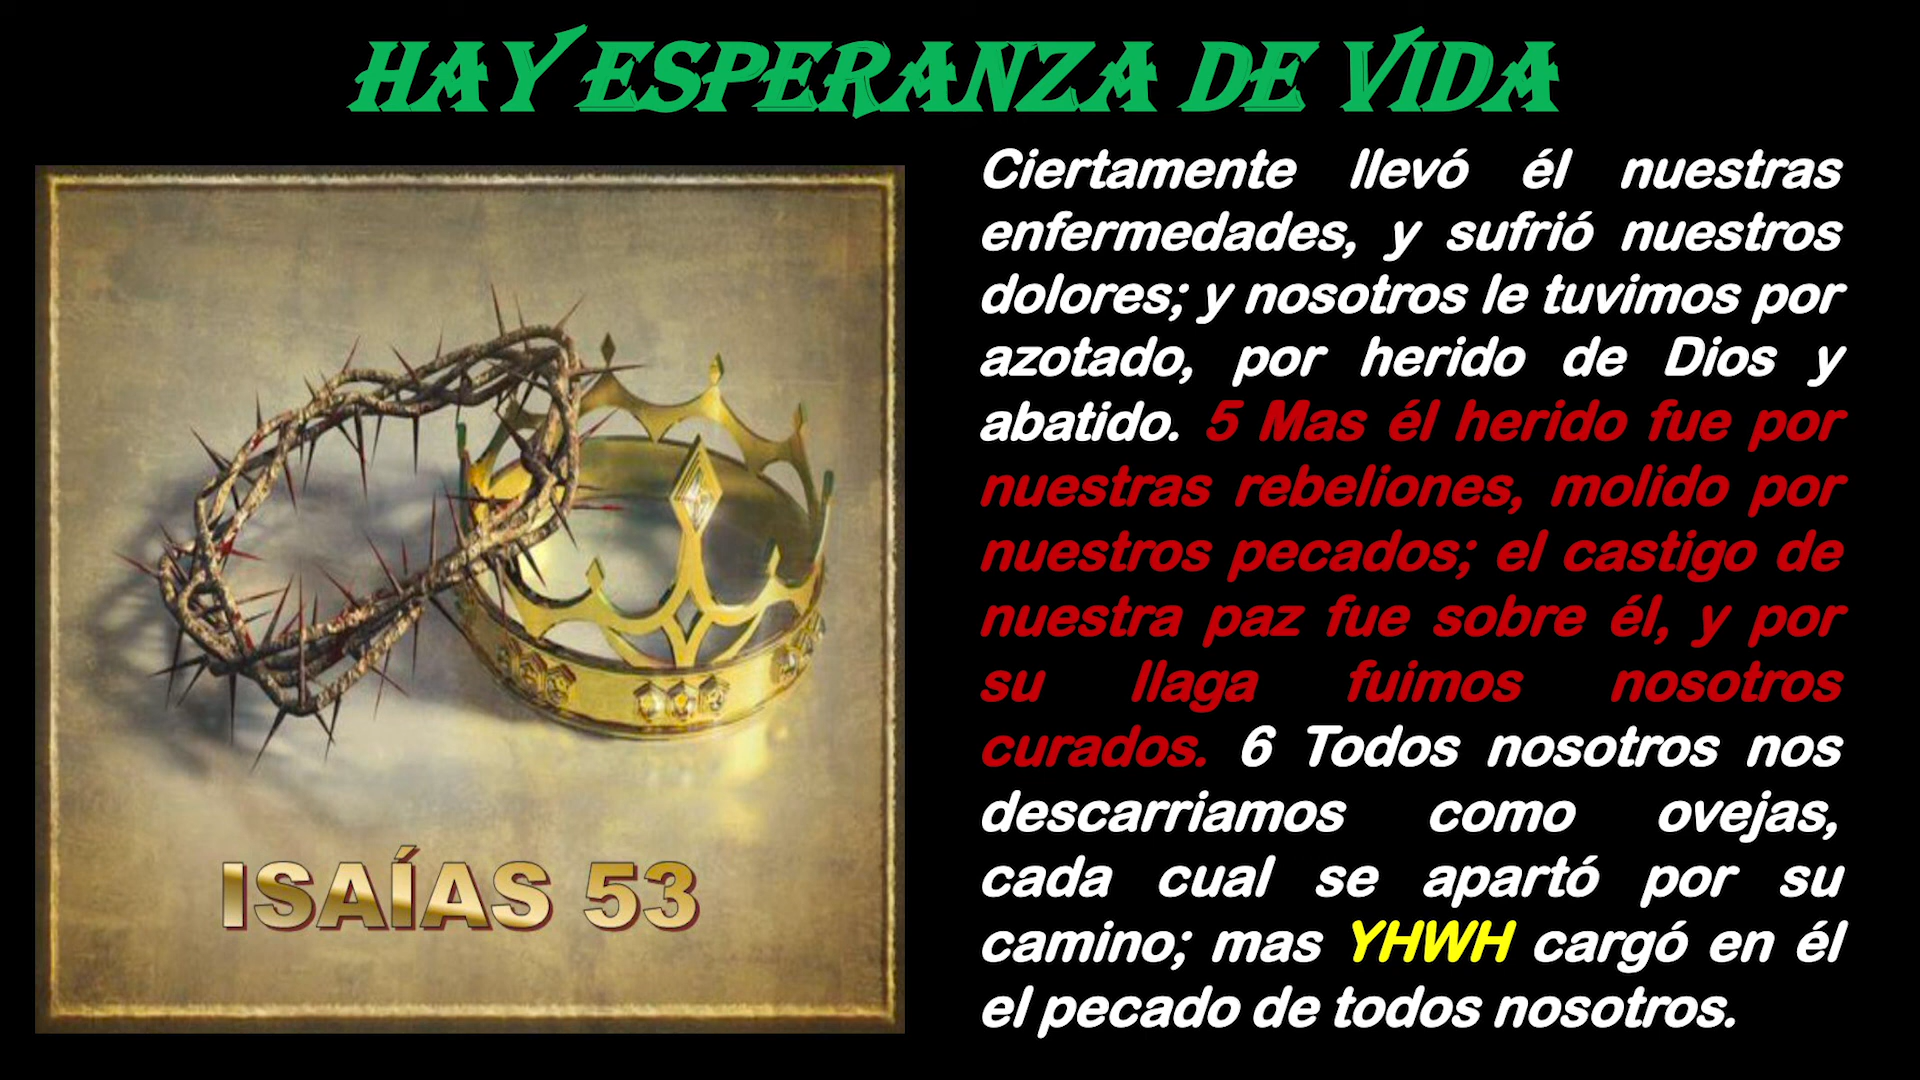 HAY ESPERANZA DE VIDA
Ciertamente llevó él nuestras
enfermedades, y sufrió nuestros
dolores; y nosotros le tuvimos por
azotado, por herido de Dios y
abatido. 5 Mas él herido fue por
nuestras rebeliones, molido por
nuestros pecados; el castigo de
nuestra paz fue sobre él, y por
su llaga fuimos nosotros
curados. 6 Todos nosotros nos
descarriamos como ovejas,
cada cual se apartó por su
camino; mas YHWH cargó en él
el pecado de todos nosotros.
ISAÍAS 53